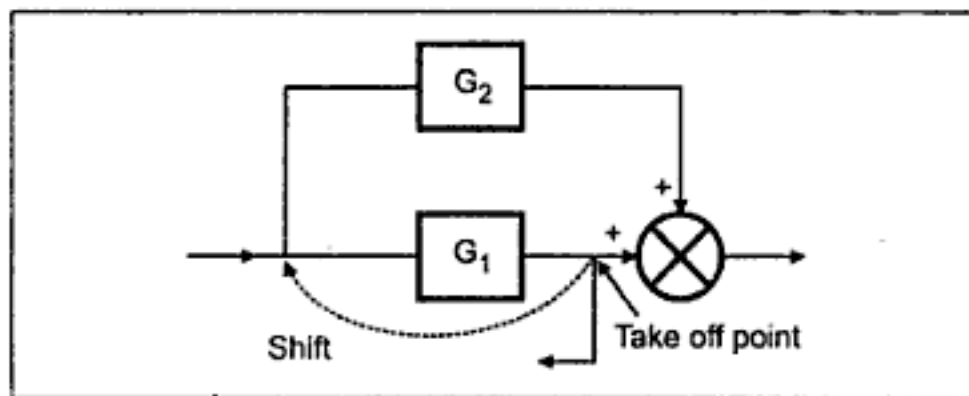 G₂
+
+
G₁
Shift
Take off point